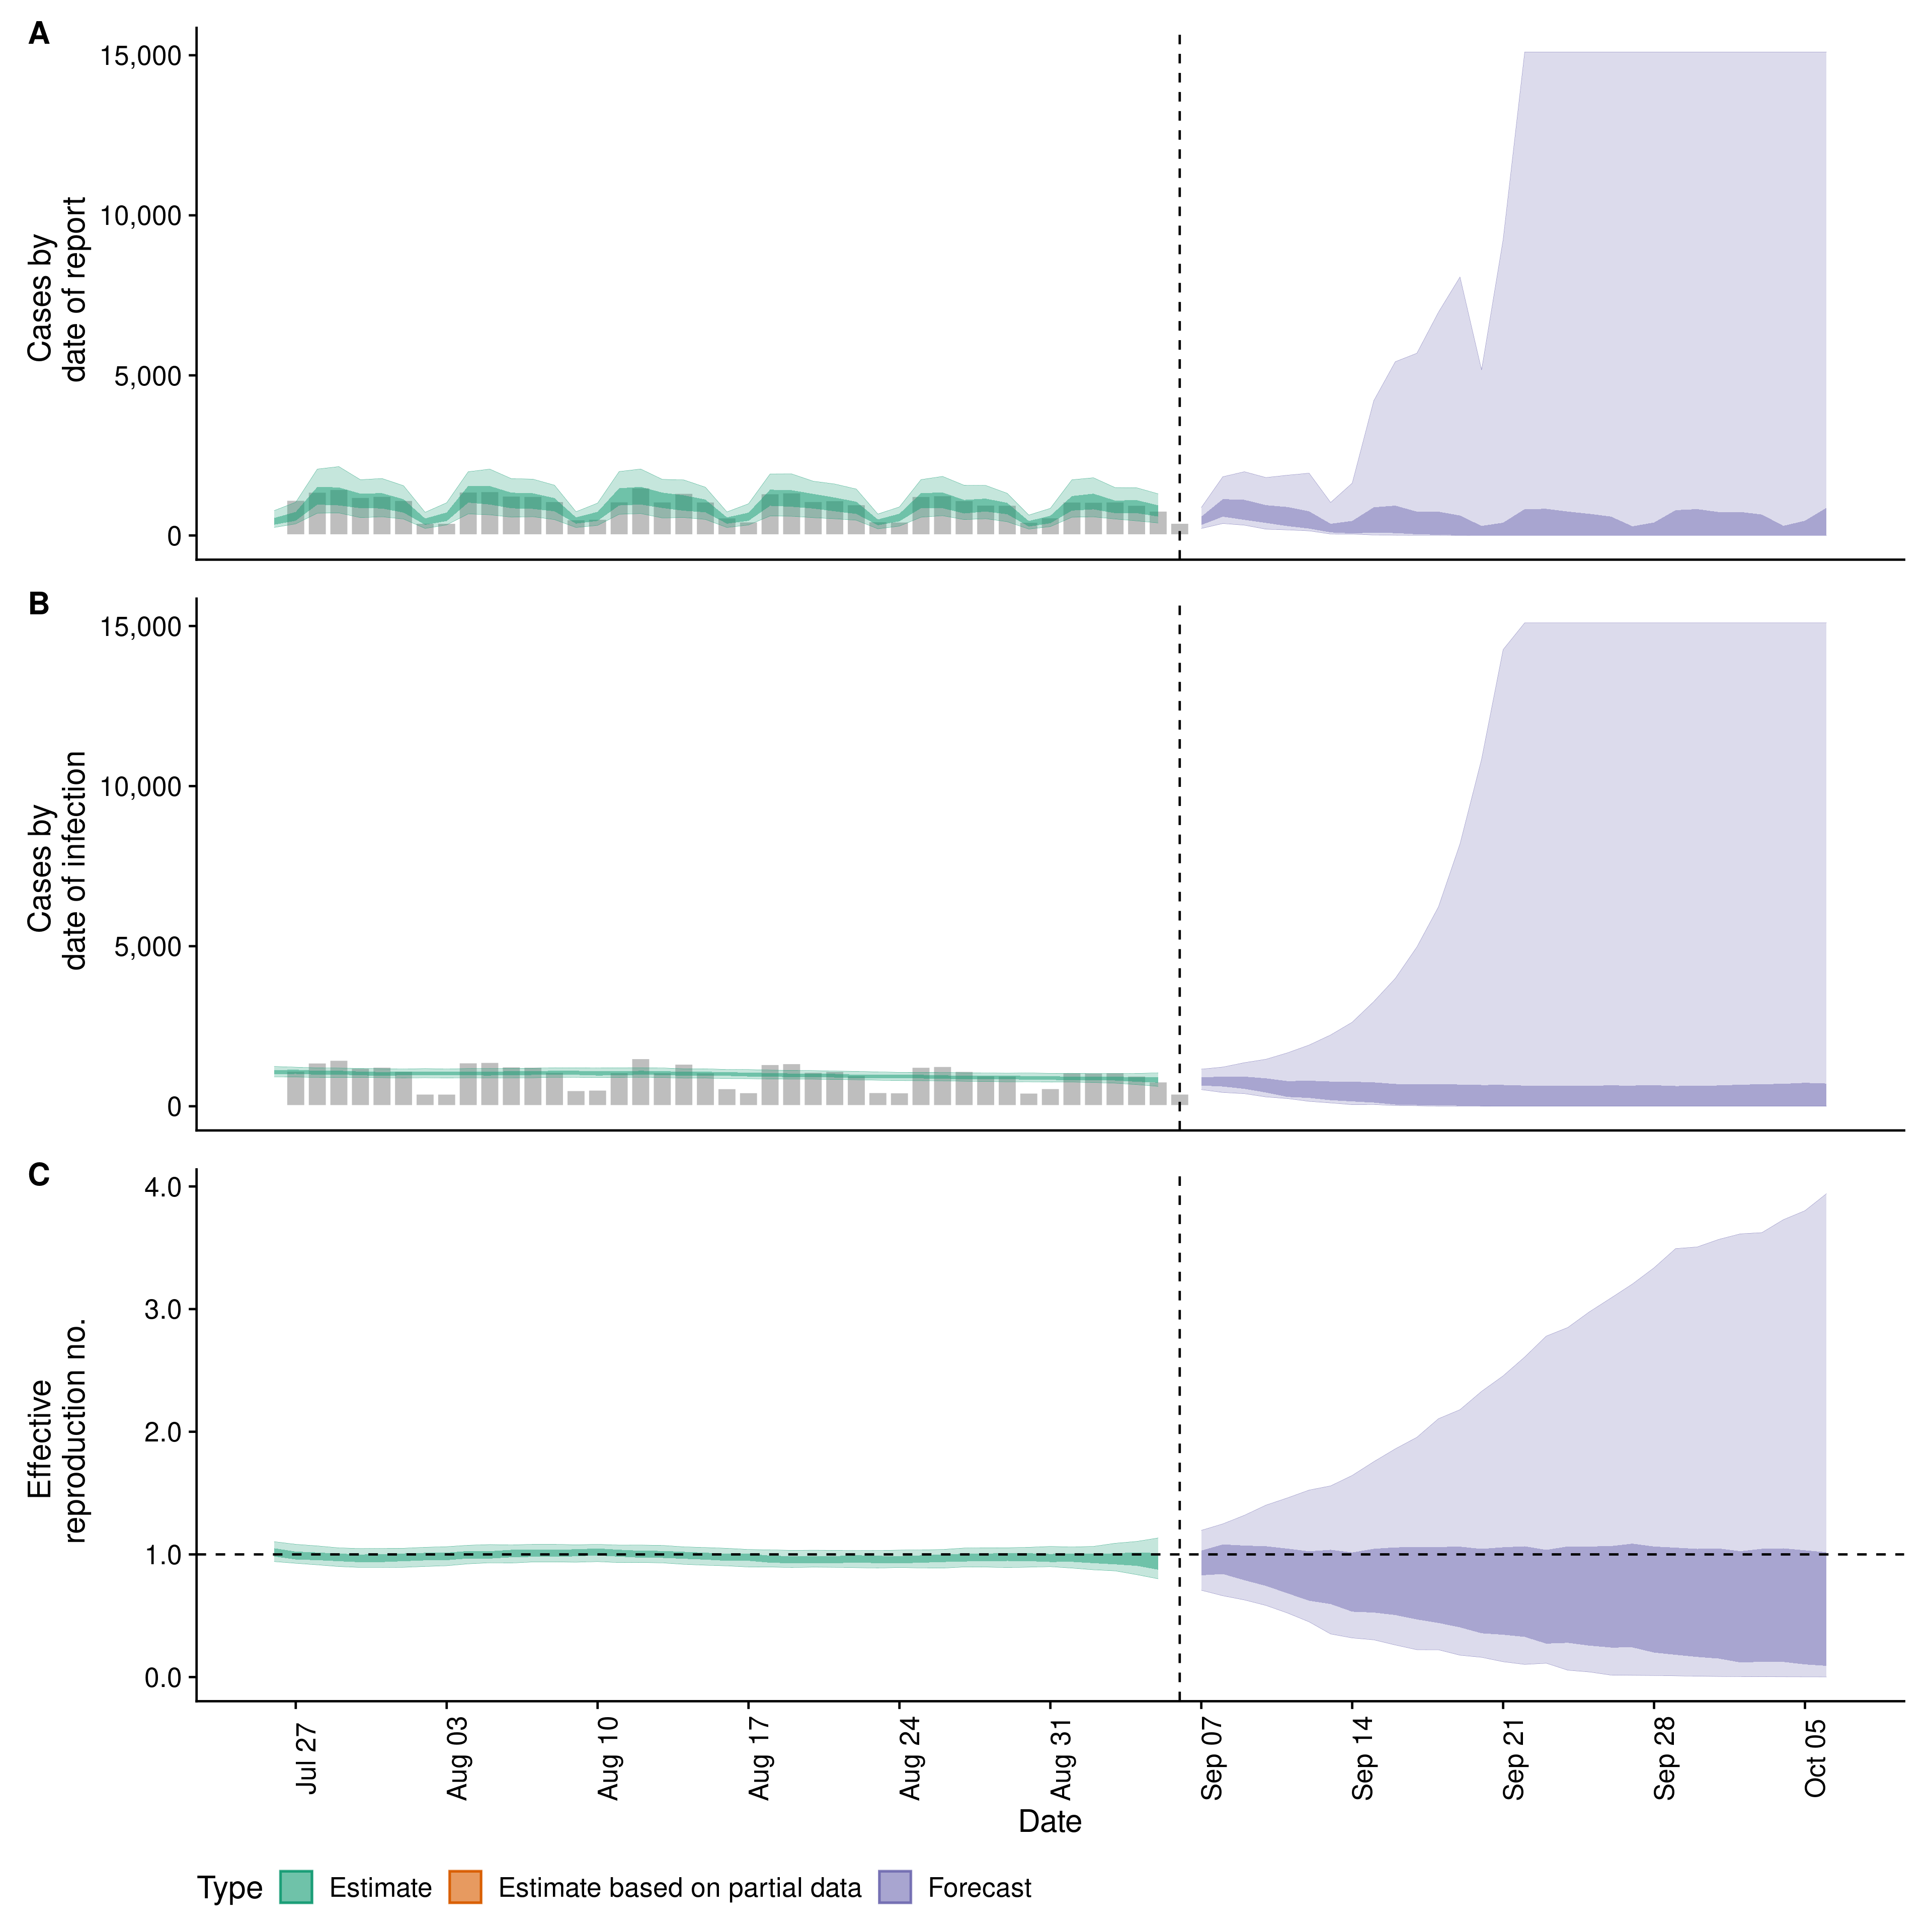 A
15,000
10,000
5,000
0
Cases by
date of report
B
15,000
10,000
5,000
0
Cases by
date of infection
C
4.0
3.0
2.0
1.0
0.0
Effective
reproduction no.
Jul 27
Aug 03
Aug 10
Aug 17
Aug 24
Aug 31
Sep 07
Sep 14
Sep 21
Sep 28
Oct 05
Date
Type Estimate Estimate based on partial data Forecast